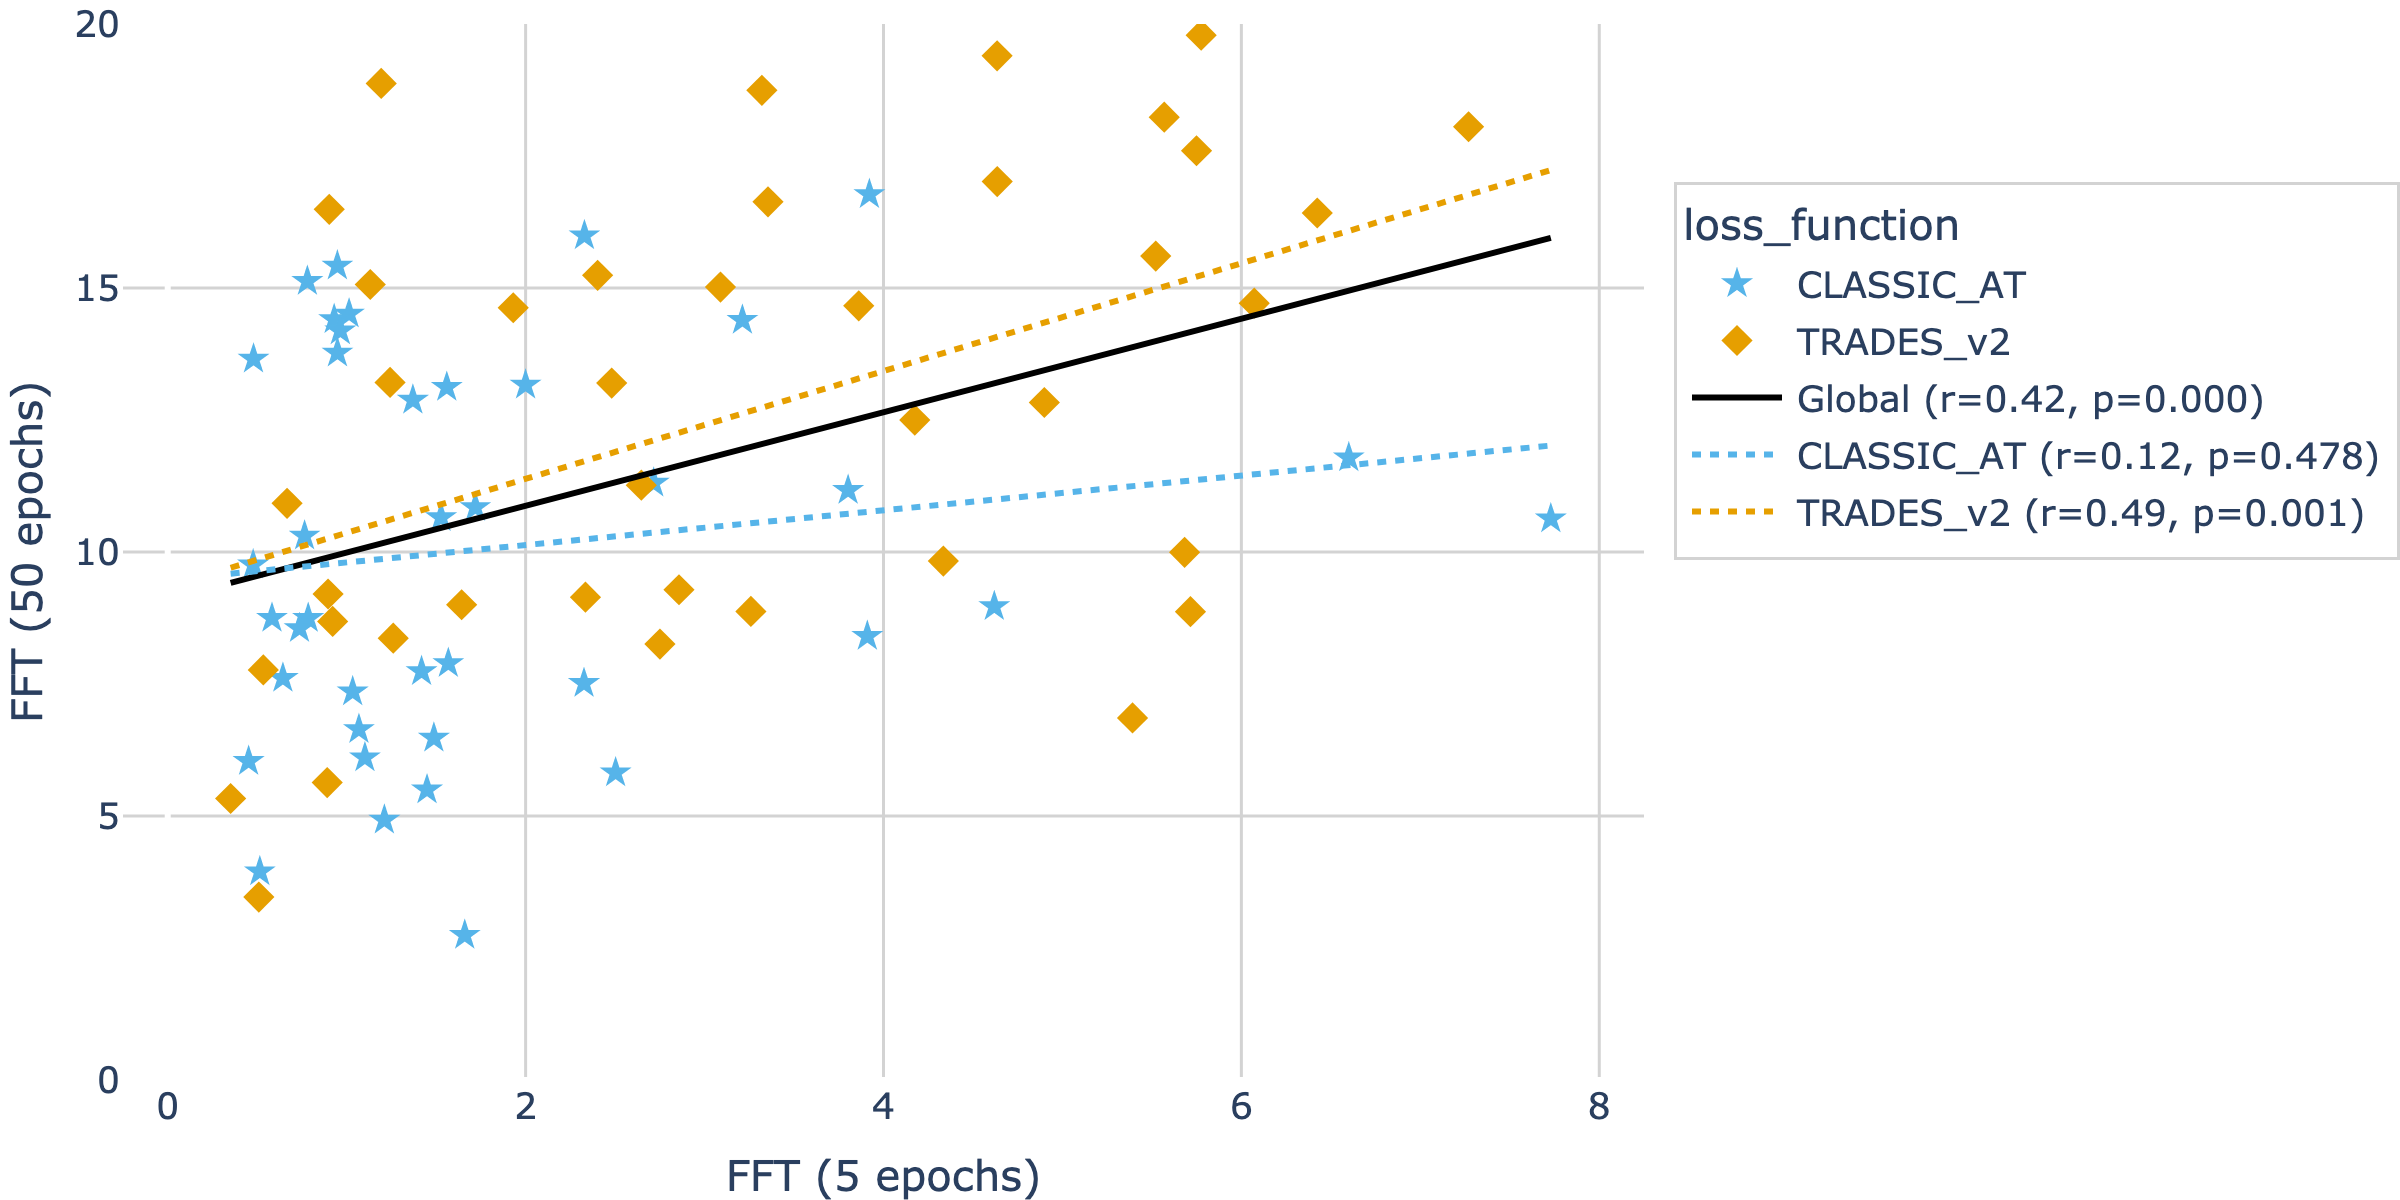 20
15
10
5
0
FFT (50 epochs)
0 2 4 6 8
FFT (5 epochs)
loss_function
CLASSIC_AT
TRADES_v2
Global (r=0.42, p=0.000)
CLASSIC_AT (r=0.12, p=0.478)
TRADES_v2 (r=0.49, p=0.001)